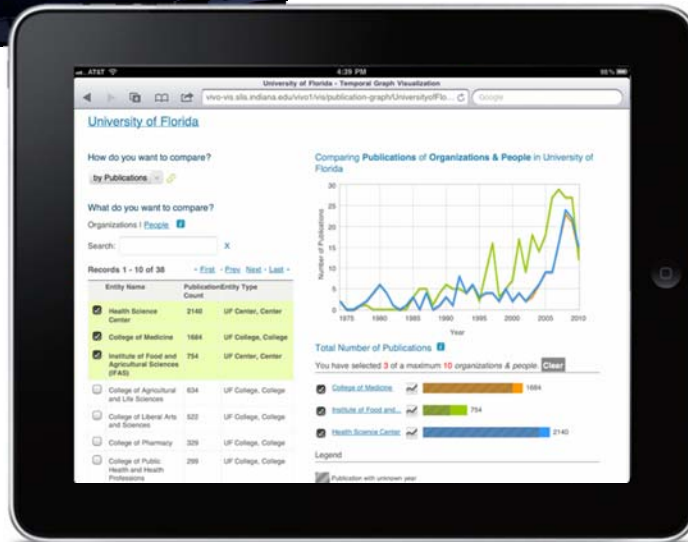 AT&T
4:39 PM
University of Florida - Temporal Graph Visualization
vivo-vis.slis.indiana.edu/vivo1/vis/publication-graph/UniversityofFlo...
Google
University of Florida
How do you want to compare?
by Publications
What do you want to compare?
Organizations | People
Search: X
Records 1 - 10 of 38
First · Prev Next · Last
Entity Name Publication Count Entity Type
Health Science Center 2140 UF Center, Center
College of Medicine 1684 UF College, College
Institute of Food and Agricultural Sciences (IFAS) 754 UF Center, Center
College of Agricultural and Life Sciences 634 UF College, College
College of Liberal Arts and Sciences 522 UF College, College
College of Pharmacy 329 UF College, College
College of Public Health and Health Professions UF College, College
Comparing Publications of Organizations & People in University of
Florida
Number of Publications
30
25
20
15
10
5
0
1975 1980 1985 1990 1995 2000 2005 2010
Year
Total Number of Publications
You have selected 3 of a maximum 10 organizations & people. Clear
College of Medicine 1684
Institute of Food and... 754
Health Science Center 2140
Legend
Publication with unknown year